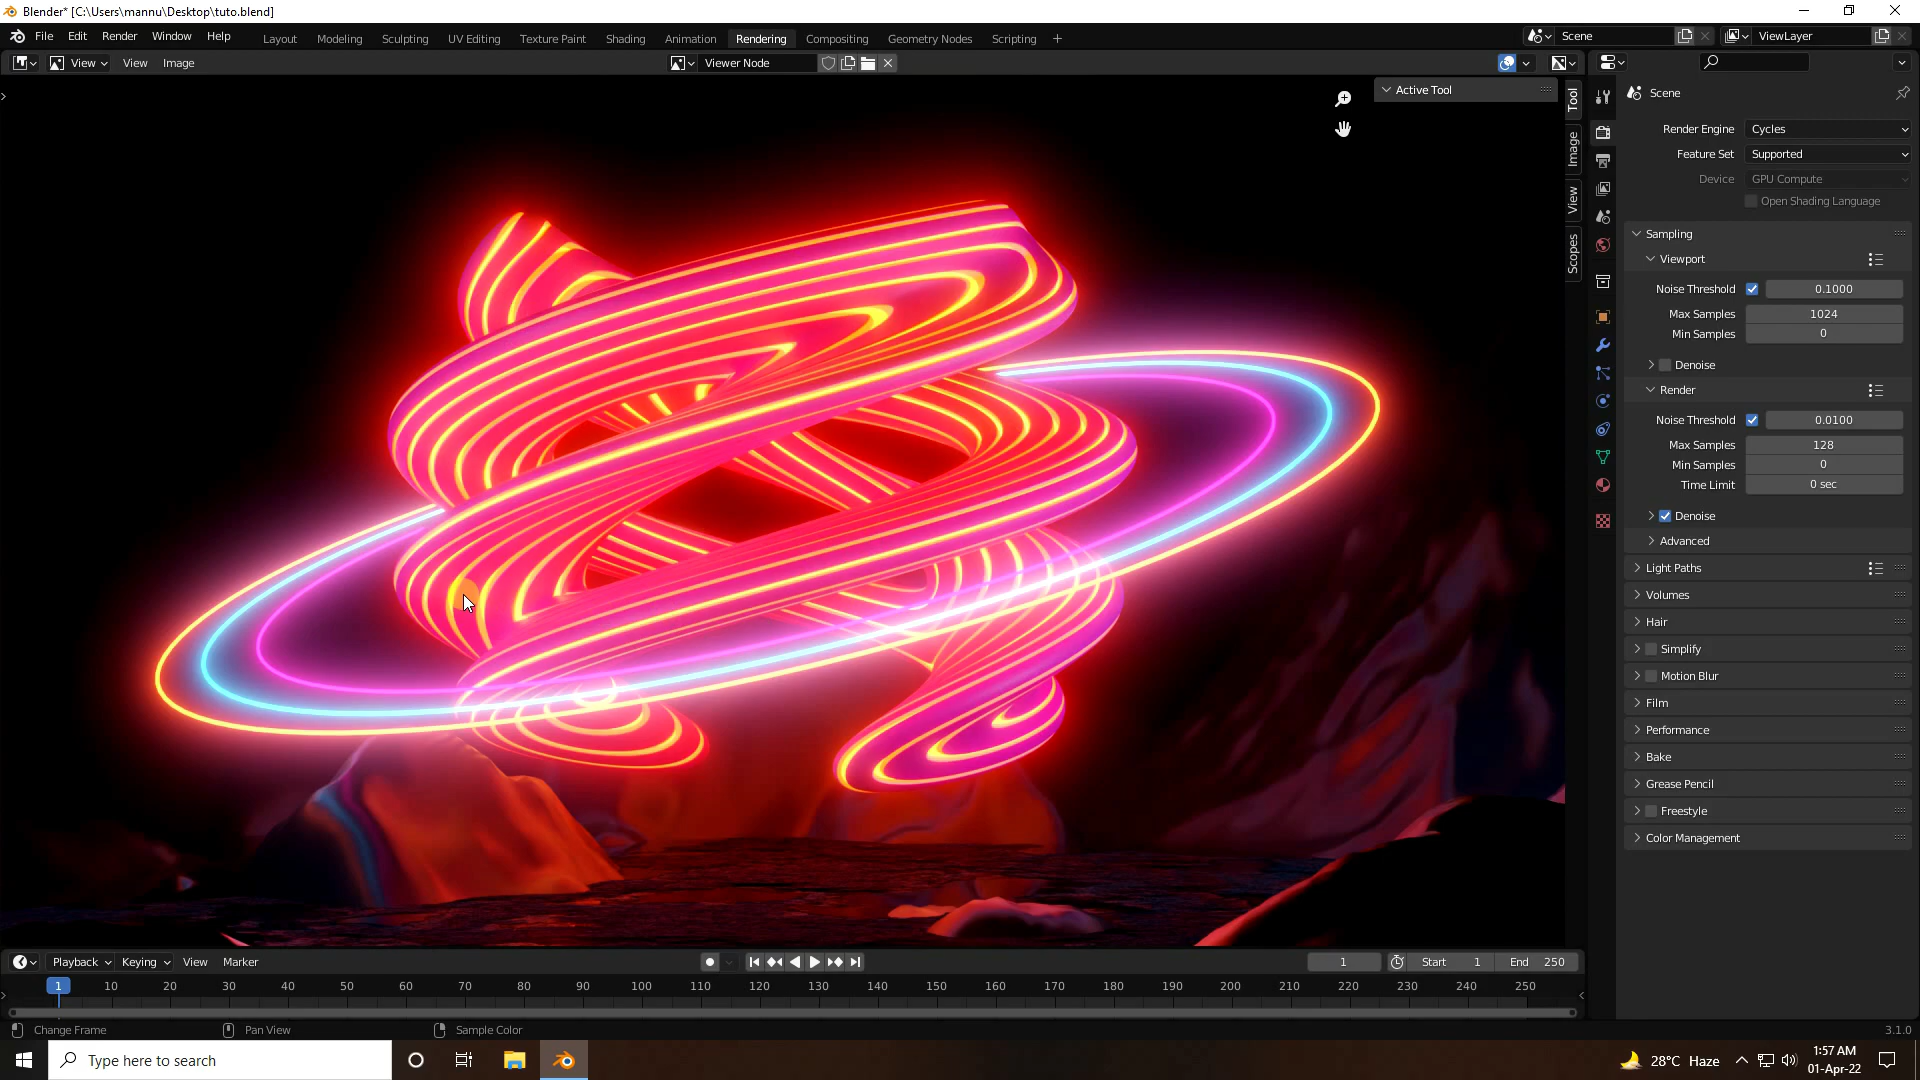 Blender* [C:\Users\mannu\Desktop\tuto.blend]
File Edit Render Window Help
Layout Modeling Sculpting UV Editing Texture Paint Shading Animation Rendering Compositing Geometry Nodes Scripting +
Scene
ViewLayer
View View Image
Viewer Node
Active Tool
Tool
Image
View
Scopes
Scene
Render Engine Cycles
Feature Set Supported
Device GPU Compute
Open Shading Language
Sampling
Viewport
Noise Threshold 0.1000
Max Samples 1024
Min Samples 0
Denoise
Render
Noise Threshold 0.0100
Max Samples 128
Min Samples 0
Time Limit 0 sec
Denoise
Advanced
Light Paths
Volumes
Hair
Simplify
Motion Blur
Film
Performance
Bake
Grease Pencil
Freestyle
Color Management
Playback Keying View Marker
1 Start 1 End 250
1 10 20 30 40 50 60 70 80 90 100 110 120 130 140 150 160 170 180 190 200 210 220 230 240 250
Change Frame Pan View Sample Color
3.1.0
Type here to search
28°C Haze
1:57 AM
01-Apr-22